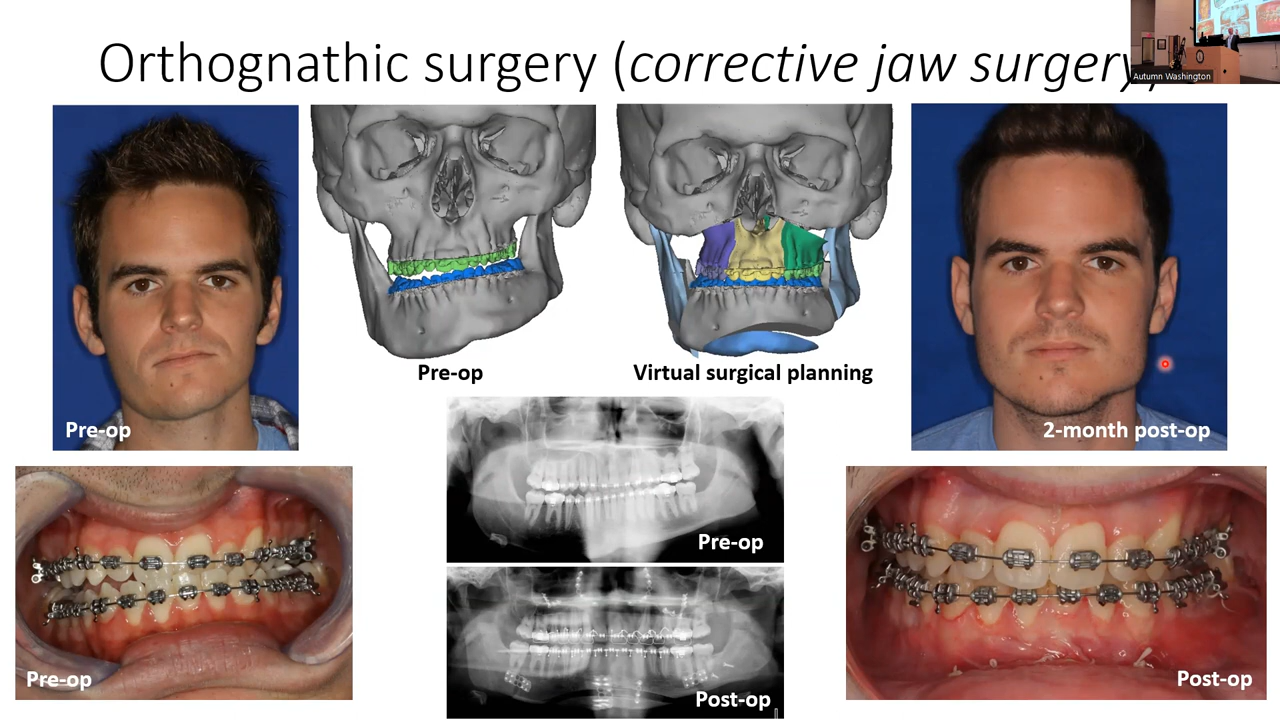 Orthognathic surgery (corrective jaw surgery)
Autumn Washington
Pre-op
Pre-op
Virtual surgical planning
2-month post-op
Pre-op
Post-op
Pre-op
Post-op